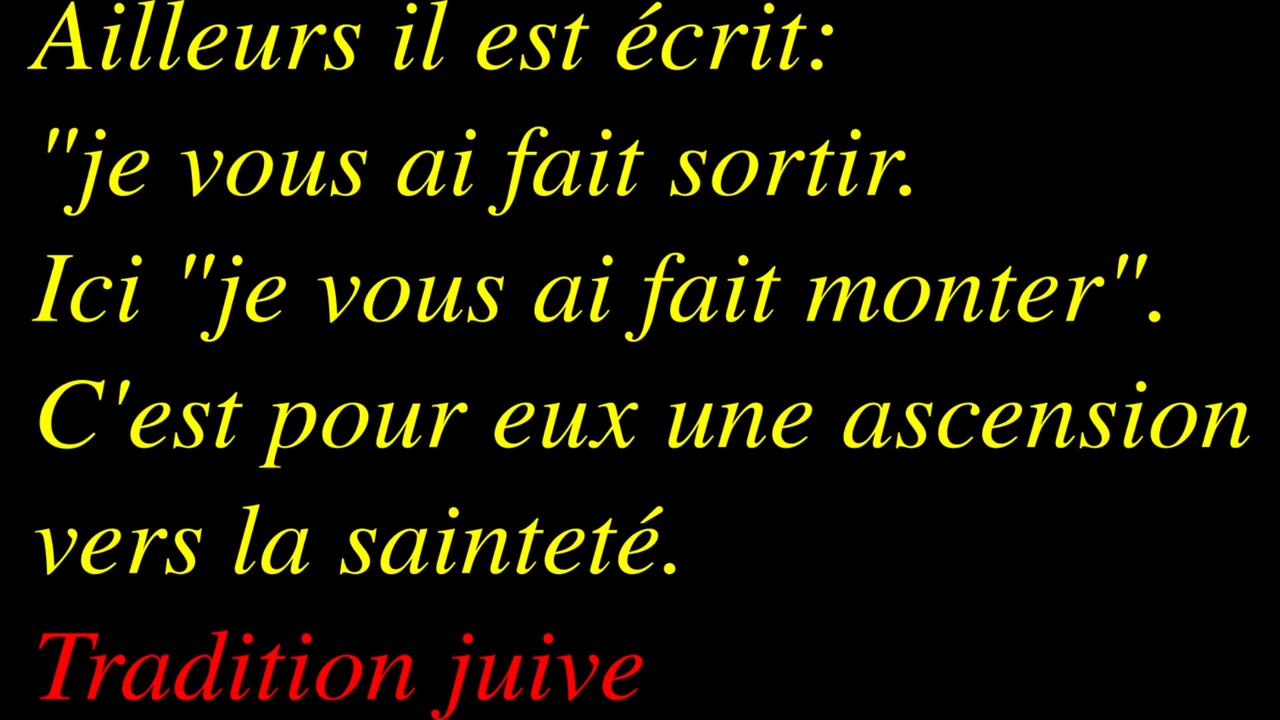 Ailleurs il est écrit:
"je vous ai fait sortir.
Ici "je vous ai fait monter".
C'est pour eux une ascension
vers la sainteté.
Tradition juive